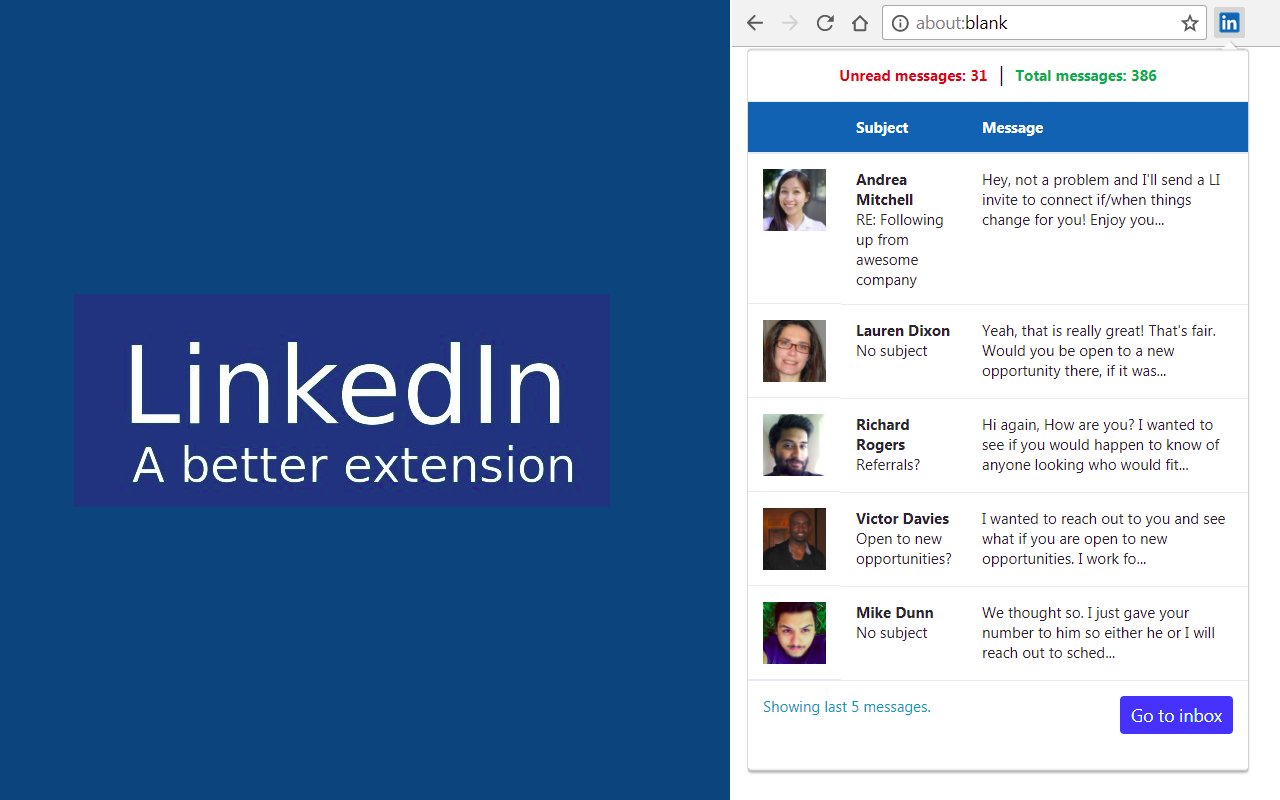 LinkedIn
A better extension
about:blank
in
Unread messages: 31 | Total messages: 386
Subject Message
Andrea
Mitchell
RE: Following
up from
awesome
company
Hey, not a problem and I'll send a LI
invite to connect if/when things
change for you! Enjoy you...
Lauren Dixon
No subject
Yeah, that is really great! That's fair.
Would you be open to a new
opportunity there, if it was...
Richard
Rogers
Referrals?
Hi again, How are you? I wanted to
see if you would happen to know of
anyone looking who would fit...
Victor Davies
Open to new
opportunities?
I wanted to reach out to you and see
what if you are open to new
opportunities. I work fo...
Mike Dunn
No subject
We thought so. I just gave your
number to him so either he or I will
reach out to sched...
Showing last 5 messages.
Go to inbox